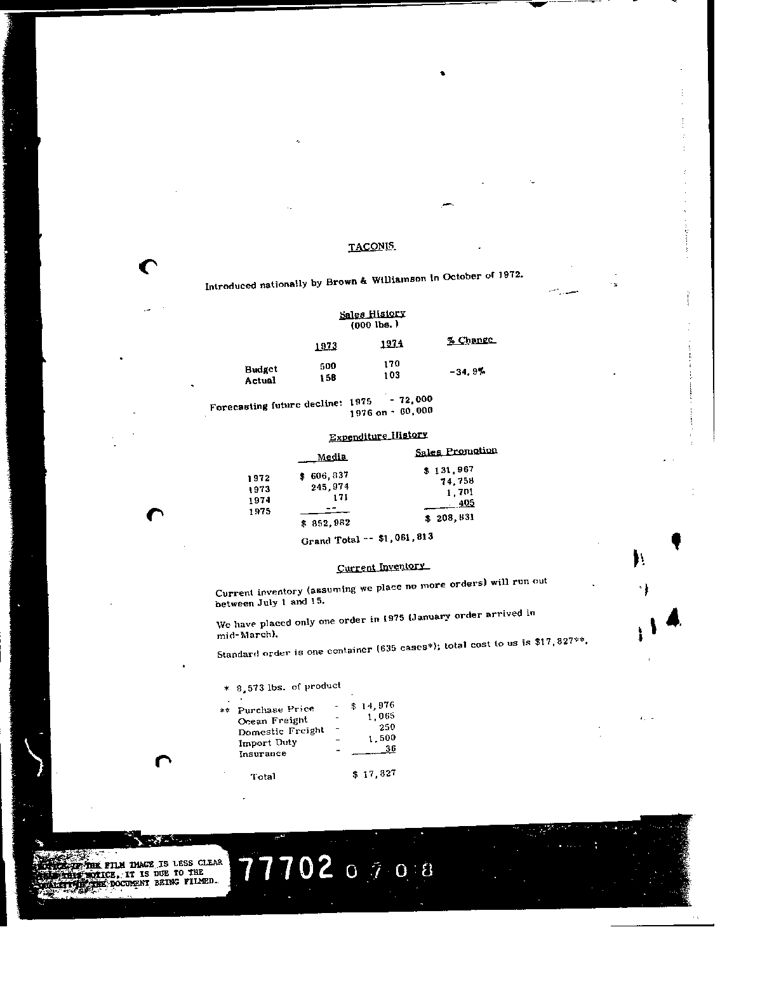 TACONIS
Introduced nationally by Brown & Williamson in October of 1972.
Sales History
(000 lbs.)
1973 1974 % Change
Budget 500 170
Actual 158 103 -34.9%
Forecasting future decline: 1975 - 72,000
1976 on - 60,000
Expenditure History
Media Sales Promotion
1972 $ 606,837 $ 131,967
1973 245,974 74,758
1974 171 1,701
1975 -- 405
$ 852,982 $ 208,831
Grand Total -- $1,061,813
Current Inventory
Current inventory (assuming we place no more orders) will run out
between July 1 and 15.
We have placed only one order in 1975 (January order arrived in
mid-March).
Standard order is one container (635 cases*); total cost to us is $17,827**.
* 8,573 lbs. of product
** Purchase Price - $ 14,976
Ocean Freight - 1,065
Domestic Freight - 250
Import Duty - 1,500
Insurance - 36
Total $ 17,827
THE FILM IMAGE IS LESS CLEAR
THIS NOTICE, IT IS DUE TO THE
QUALITY OF THE DOCUMENT BEING FILMED.
77702 0708